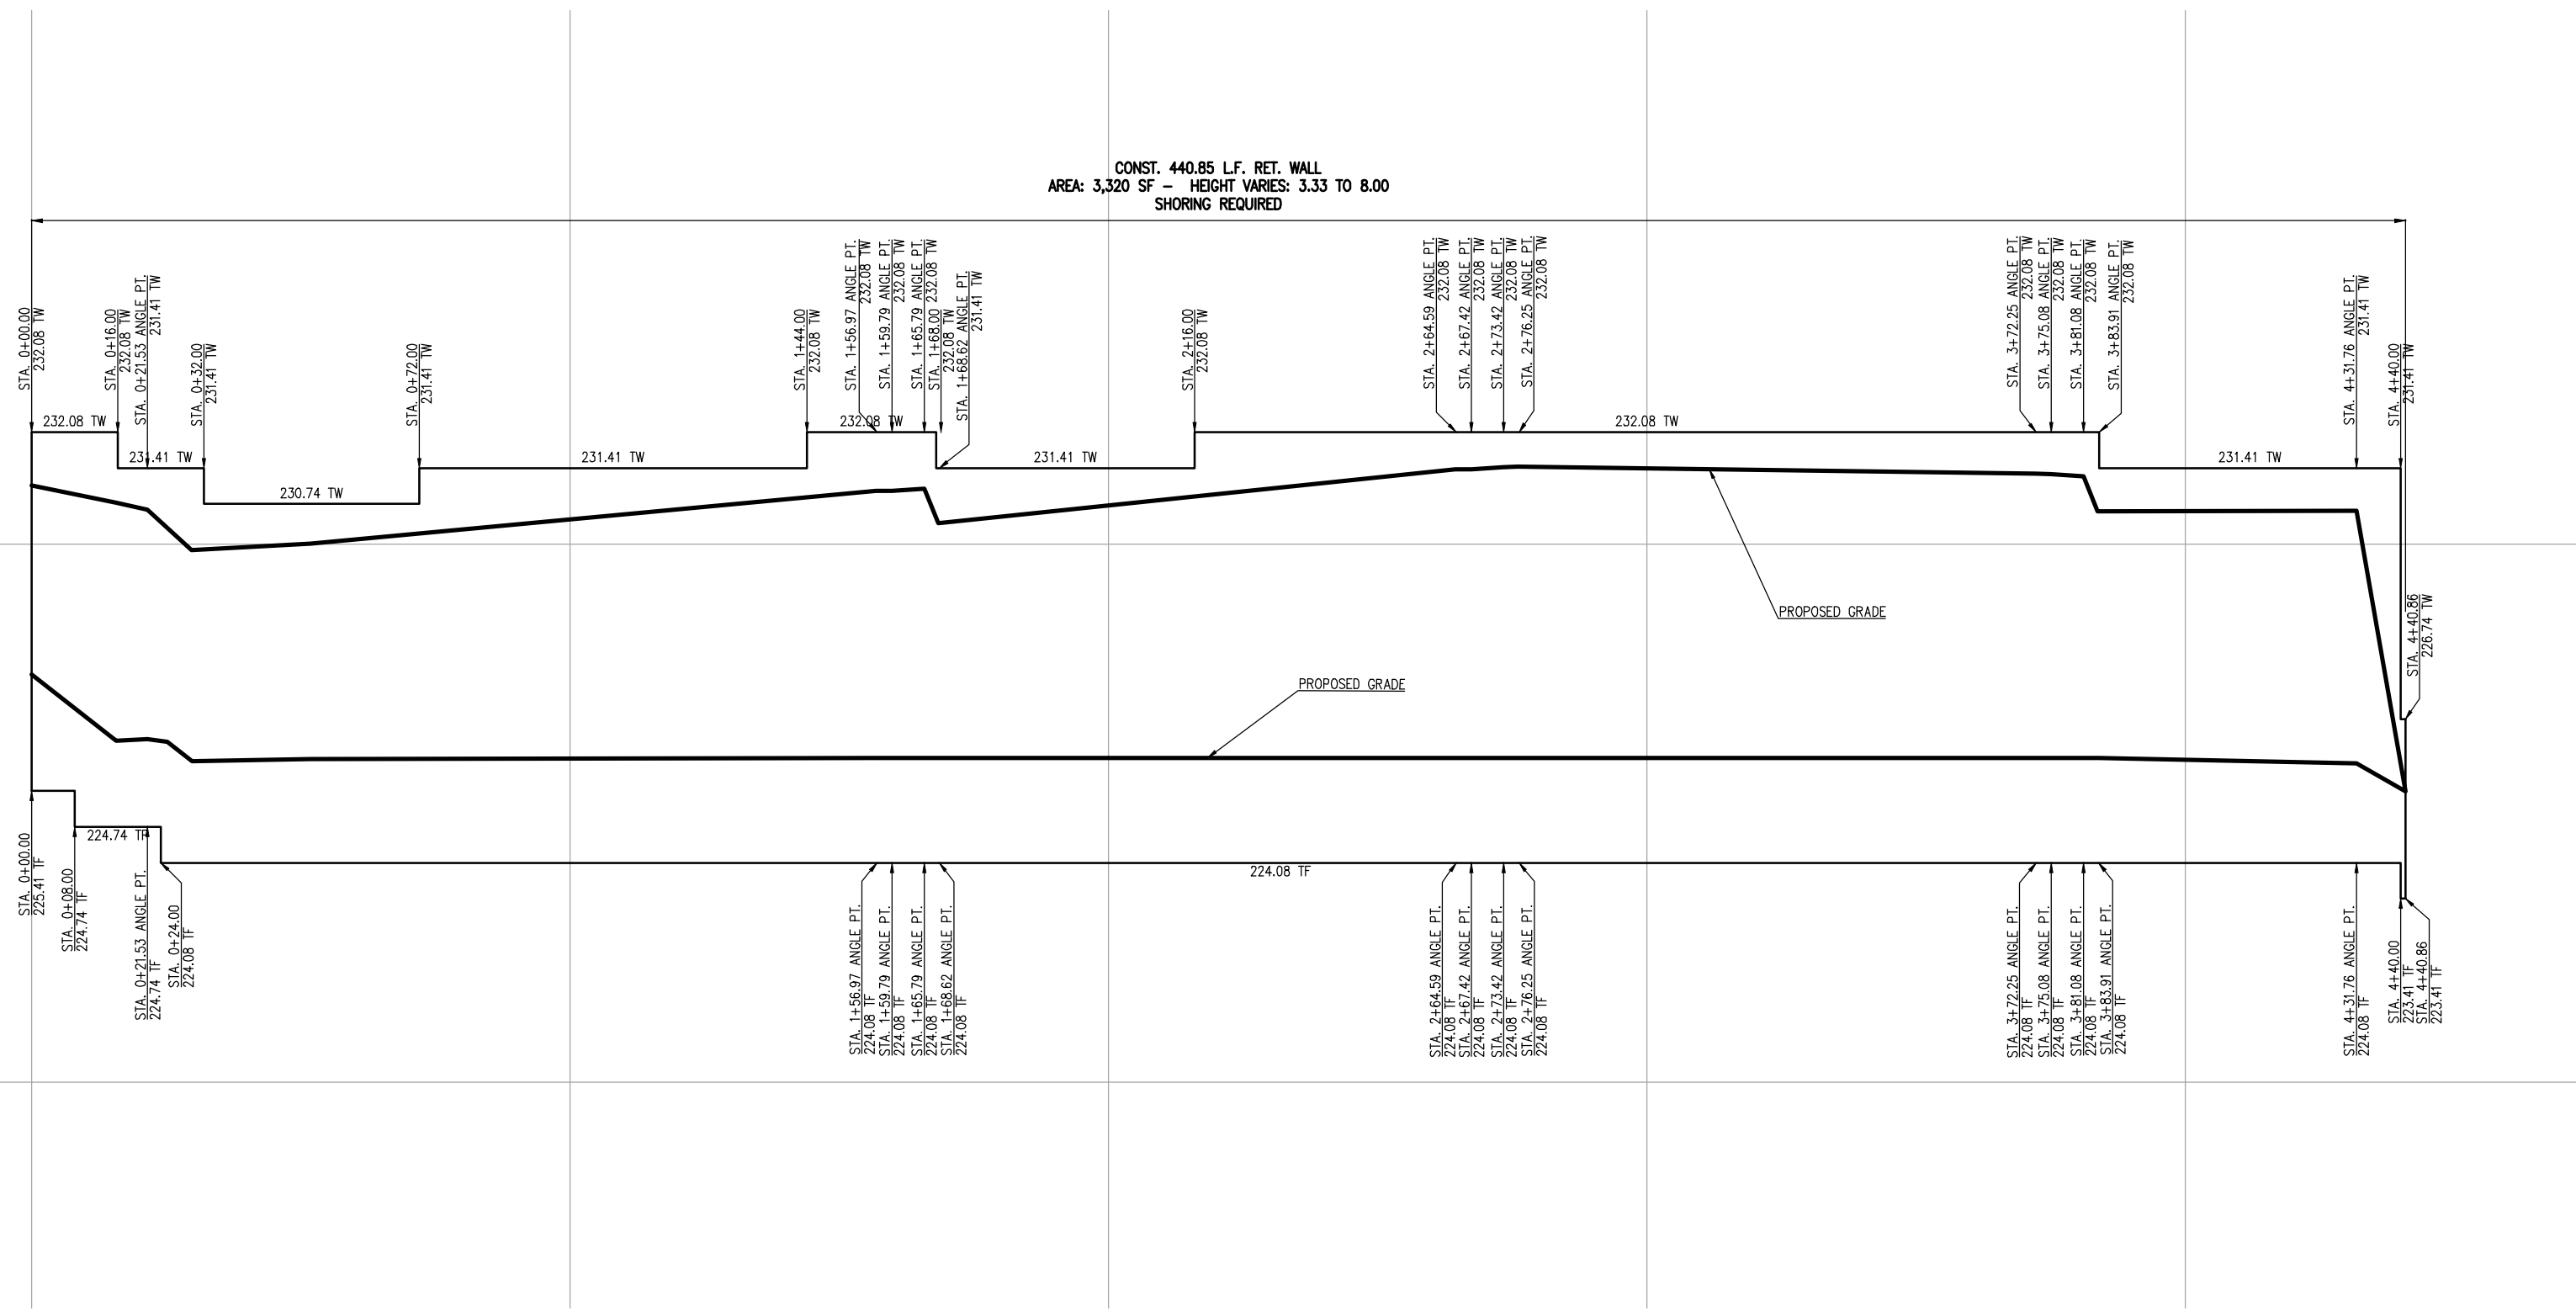 CONST. 440.85 L.F. RET. WALL
AREA: 3,320 SF – HEIGHT VARIES: 3.33 TO 8.00
SHORING REQUIRED
STA. 0+00.00
232.08 TW
STA. 0+16.00
232.08 TW
STA. 0+21.53 ANGLE PT.
231.41 TW
STA. 0+32.00
231.41 TW
STA. 0+72.00
231.41 TW
STA. 1+44.00
232.08 TW
STA. 1+56.97 ANGLE PT.
232.08 TW
STA. 1+59.79 ANGLE PT.
232.08 TW
STA. 1+65.79 ANGLE PT.
232.08 TW
STA. 1+68.00
232.08 TW
STA. 1+68.62 ANGLE PT.
231.41 TW
STA. 2+16.00
232.08 TW
STA. 2+64.59 ANGLE PT.
232.08 TW
STA. 2+67.42 ANGLE PT.
232.08 TW
STA. 2+73.42 ANGLE PT.
232.08 TW
STA. 2+76.25 ANGLE PT.
232.08 TW
STA. 3+72.25 ANGLE PT.
232.08 TW
STA. 3+75.08 ANGLE PT.
232.08 TW
STA. 3+81.08 ANGLE PT.
232.08 TW
STA. 3+83.91 ANGLE PT.
232.08 TW
STA. 4+31.76 ANGLE PT.
231.41 TW
STA. 4+40.00
231.41 TW
232.08 TW
231.41 TW
230.74 TW
231.41 TW
232.08 TW
231.41 TW
232.08 TW
231.41 TW
STA. 4+40.86
226.74 TW
PROPOSED GRADE
PROPOSED GRADE
224.74 TF
224.08 TF
STA. 0+00.00
225.41 TF
STA. 0+08.00
224.74 TF
STA. 0+21.53 ANGLE PT.
224.74 TF
STA. 0+24.00
224.08 TF
STA. 1+56.97 ANGLE PT.
224.08 TF
STA. 1+59.79 ANGLE PT.
224.08 TF
STA. 1+65.79 ANGLE PT.
224.08 TF
STA. 1+68.62 ANGLE PT.
224.08 TF
STA. 2+64.59 ANGLE PT.
224.08 TF
STA. 2+67.42 ANGLE PT.
224.08 TF
STA. 2+73.42 ANGLE PT.
224.08 TF
STA. 2+76.25 ANGLE PT.
224.08 TF
STA. 3+72.25 ANGLE PT.
224.08 TF
STA. 3+75.08 ANGLE PT.
224.08 TF
STA. 3+81.08 ANGLE PT.
224.08 TF
STA. 3+83.91 ANGLE PT.
224.08 TF
STA. 4+31.76 ANGLE PT.
224.08 TF
STA. 4+40.00
223.41 TF
STA. 4+40.86
223.41 TF